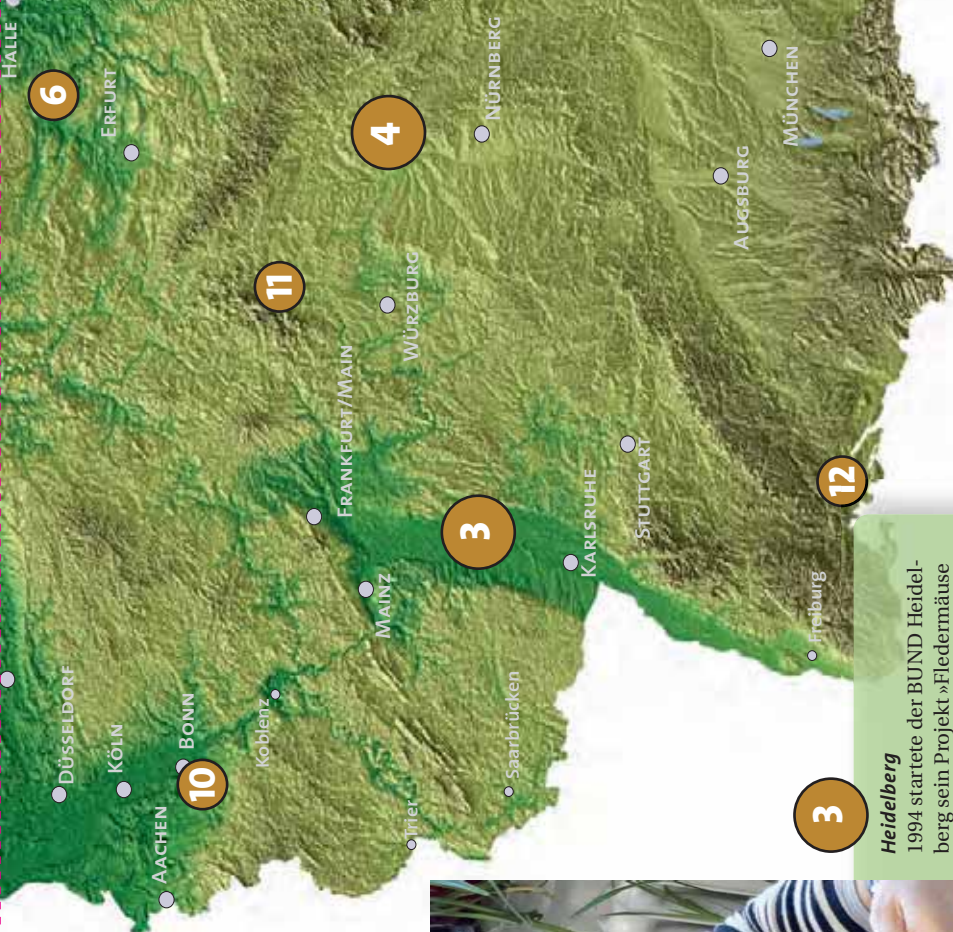 HALLE
6
ERFURT
4
NÜRNBERG
MÜNCHEN
AUGSBURG
11
WÜRZBURG
FRANKFURT/MAIN
3
KARLSRUHE
STUTTGART
12
MAINZ
Freiburg
DÜSSELDORF
KÖLN
BONN
10
Koblenz
AACHEN
Trier
Saarbrücken
3
Heidelberg
1994 startete der BUND Heidel-
berg sein Projekt »Fledermäuse